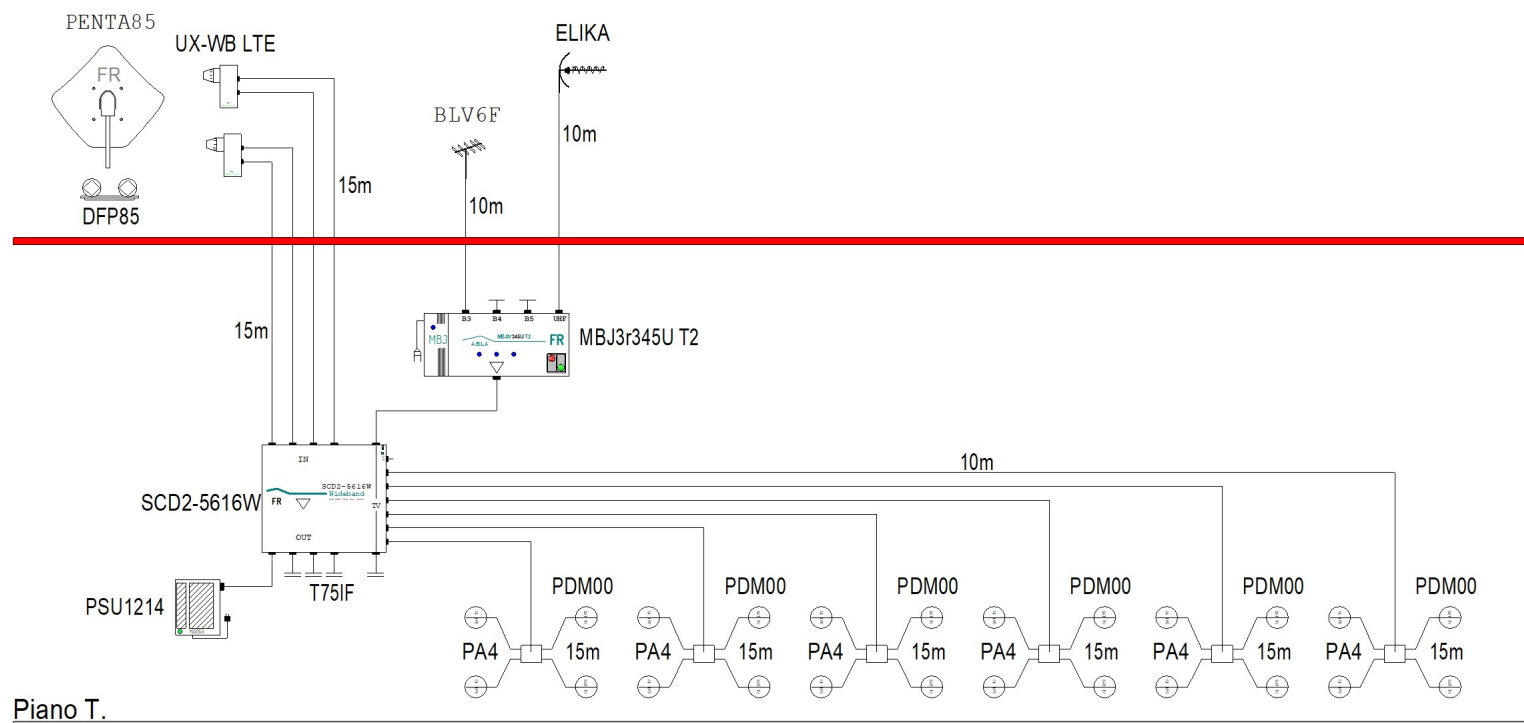 PENTA85
FR
UX-WB LTE
ELIKA
BLV6F
10m
15m
10m
DFP85
15m
B3 B4 B5 UHF
MBJ
MBJ3r345U T2
A.B.L.A
FR
MBJ3r345U T2
IN
10m
SCD2-5616W
Wideband
SCD2-5616W
FR
TV
OUT
T75IF
PSU1214
PDM00 PDM00 PDM00 PDM00 PDM00 PDM00
PA4 15m PA4 15m PA4 15m PA4 15m PA4 15m PA4 15m
Piano T.